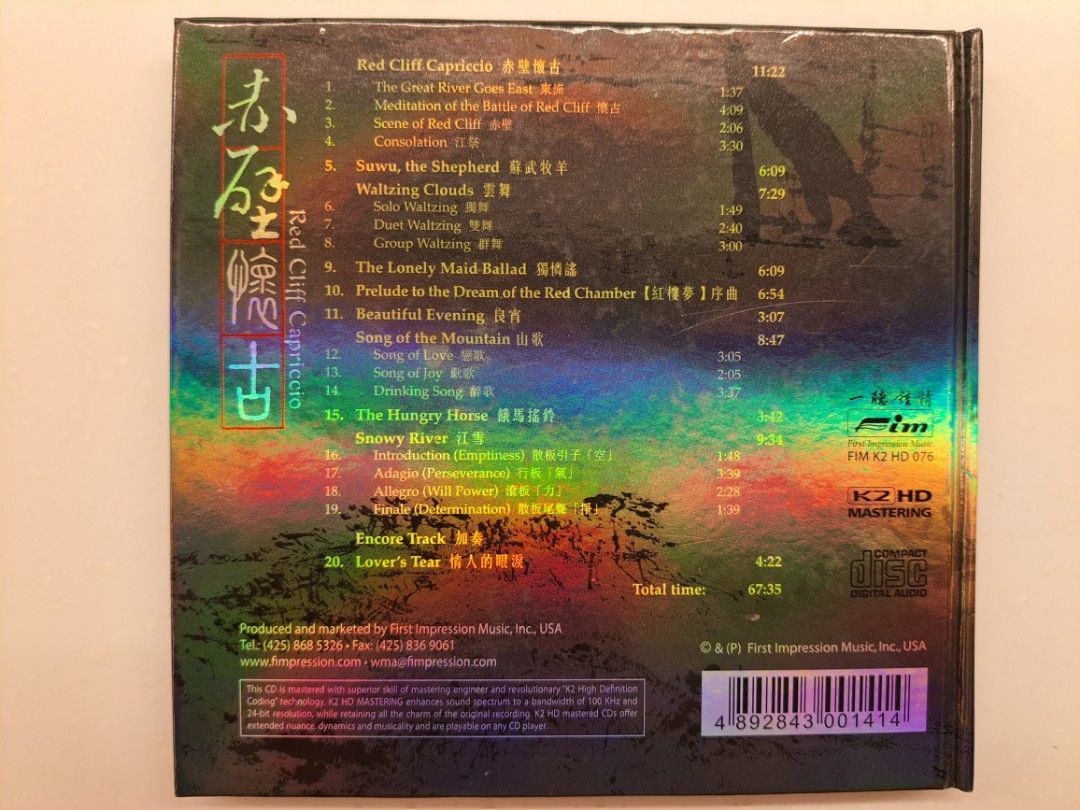 赤壁懷古
Red Cliff Capriccio
Red Cliff Capriccio 赤壁懷古 11:22
1. The Great River Goes East 東流 1:37
2. Meditation of the Battle of Red Cliff 懷古 4:09
3. Scene of Red Cliff 赤壁 2:06
4. Consolation 江祭 3:30
5. Suwu, the Shepherd 蘇武牧羊 6:09
Waltzing Clouds 雲舞 7:29
6. Solo Waltzing 獨舞 1:49
7. Duet Waltzing 雙舞 2:40
8. Group Waltzing 群舞 3:00
9. The Lonely Maid Ballad 獨憐謠 6:09
10. Prelude to the Dream of the Red Chamber【紅樓夢】序曲 6:54
11. Beautiful Evening 良宵 3:07
Song of the Mountain 山歌 8:47
12. Song of Love 戀歌 3:05
13. Song of Joy 歡歌 2:05
14. Drinking Song 醉歌 3:37
15. The Hungry Horse 餓馬搖鈴 3:42
Snowy River 江雪 9:34
16. Introduction (Emptiness) 散板引子「空」 1:48
17. Adagio (Perseverance) 行板「氣」 3:39
18. Allegro (Will Power) 滾板「力」 2:28
19. Finale (Determination) 散板尾聲「擇」 1:39
Encore Track 加奏
20. Lover's Tear 情人的眼淚 4:22
Total time: 67:35
一聽鍾情
Fim
First Impression Music
FIM K2 HD 076
K2 HD
MASTERING
COMPACT
disc
DIGITAL AUDIO
Produced and marketed by First Impression Music, Inc., USA
Tel.: (425) 868 5326 • Fax: (425) 836 9061
www.fimpression.com • wma@fimpression.com
© & (P) First Impression Music, Inc., USA
This CD is mastered with superior skill of mastering engineer and revolutionary "K2 High Definition
Coding" technology. K2 HD MASTERING enhances sound spectrum to a bandwidth of 100 KHz and
24-bit resolution, while retaining all the charm of the original recording. K2 HD mastered CDs offer
extended nuance, dynamics and musicality and are playable on any CD player.
4 892843 001414